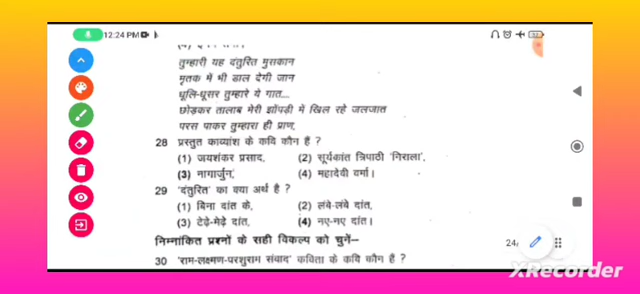 12:24 PM
तुम्हारी यह दंतुरित मुसकान
मृतक में भी डाल देगी जान
धूलि-धूसर तुम्हारे ये गात...
छोड़कर तालाब मेरी झोंपड़ी में खिल रहे जलजात
परस पाकर तुम्हारा ही प्राण,
28 प्रस्तुत काव्यांश के कवि कौन हैं ?
(1) जयशंकर प्रसाद, (2) सूर्यकांत त्रिपाठी 'निराला',
(3) नागार्जुन, (4) महादेवी वर्मा।
29 'दंतुरित' का क्या अर्थ है ?
(1) बिना दांत के, (2) लंबे-लंबे दांत,
(3) टेढ़े-मेढ़े दांत, (4) नए-नए दांत।
निम्नांकित प्रश्नों के सही विकल्प को चुनें–
24/
30 'राम-लक्ष्मण-परशुराम संवाद' कविता के कवि कौन हैं ?
XRecorder